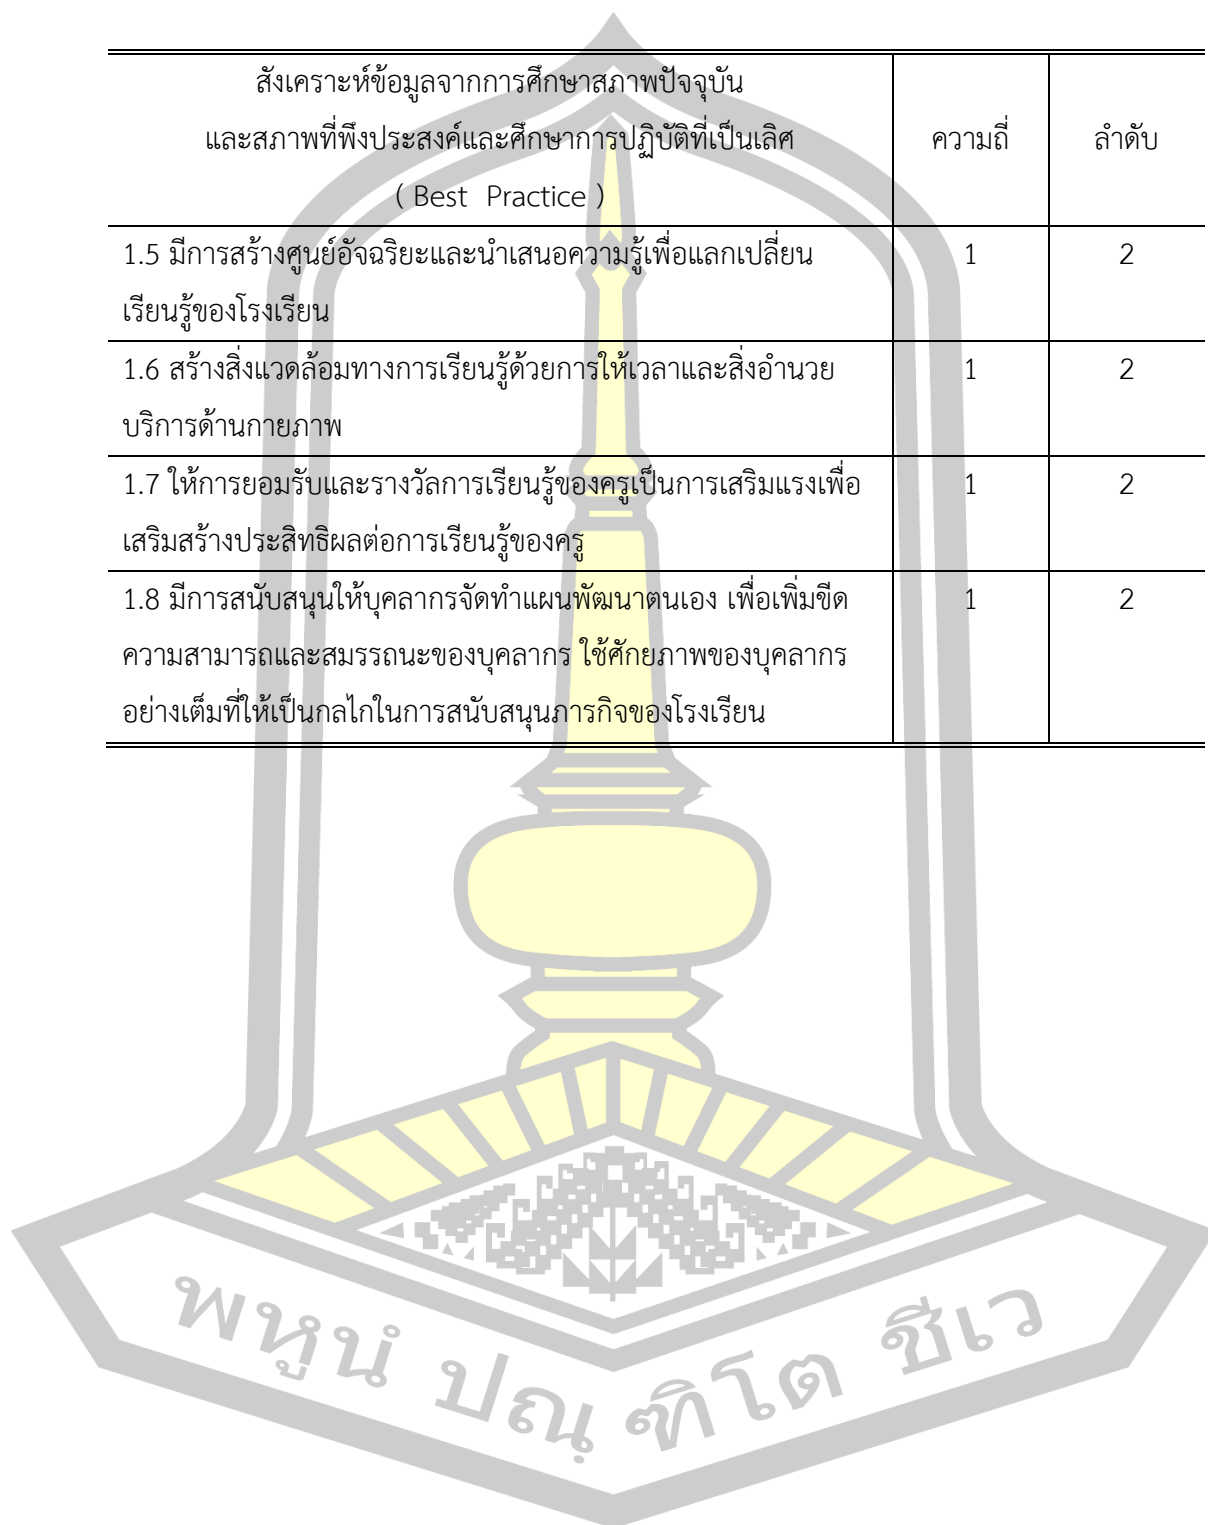 สังเคราะห์ข้อมูลจากการศึกษาสภาพปัจจุบัน
และสภาพที่พึงประสงค์และศึกษาการปฏิบัติที่เป็นเลิศ
( Best Practice )
ความถี่
ลำดับ
1.5 มีการสร้างศูนย์อัจฉริยะและนำเสนอความรู้เพื่อแลกเปลี่ยน
เรียนรู้ของโรงเรียน
1
2
1.6 สร้างสิ่งแวดล้อมทางการเรียนรู้ด้วยการให้เวลาและสิ่งอำนวย
บริการด้านกายภาพ
1
2
1.7 ให้การยอมรับและรางวัลการเรียนรู้ของครูเป็นการเสริมแรงเพื่อ
เสริมสร้างประสิทธิผลต่อการเรียนรู้ของครู
1
2
1.8 มีการสนับสนุนให้บุคลากรจัดทำแผนพัฒนาตนเอง เพื่อเพิ่มขีด
ความสามารถและสมรรถนะของบุคลากร ใช้ศักยภาพของบุคลากร
อย่างเต็มที่ให้เป็นกลไกในการสนับสนุนภารกิจของโรงเรียน
1
2
พหูนํ ปณฺฑิโต ชีเว